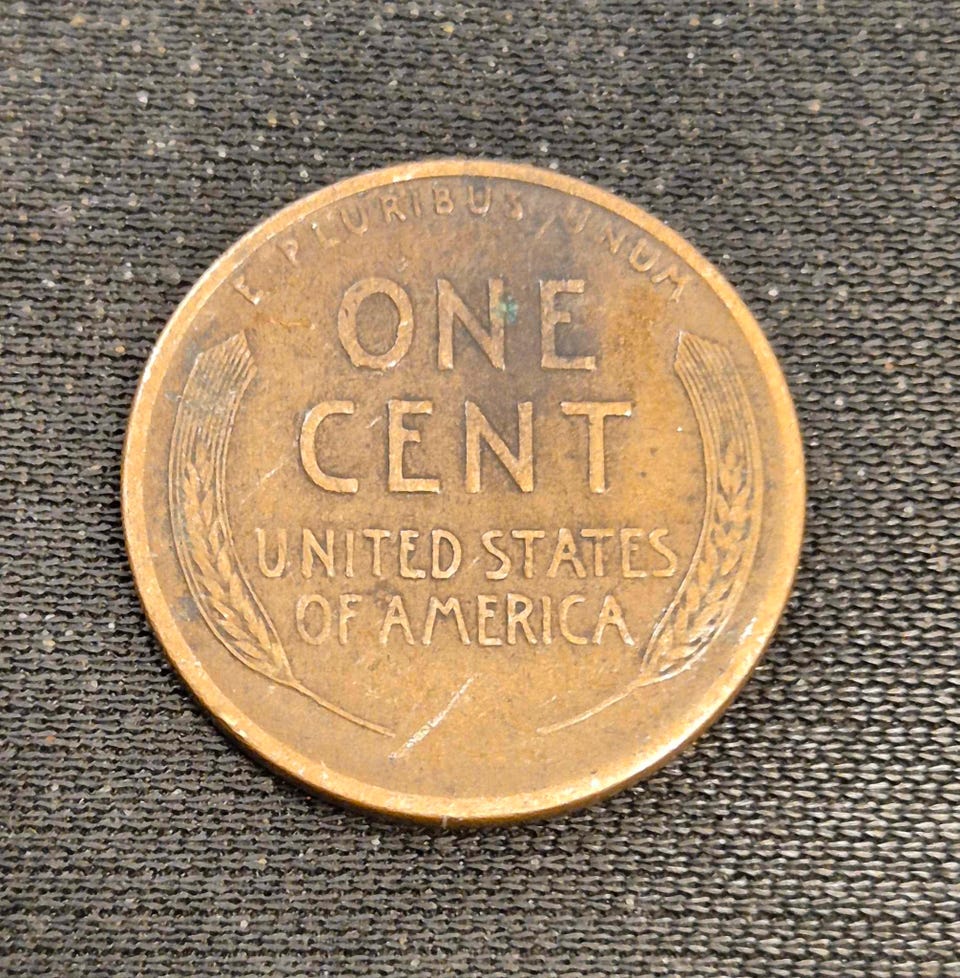 E PLURIBUS UNUM
ONE
CENT
UNITED STATES
OF AMERICA